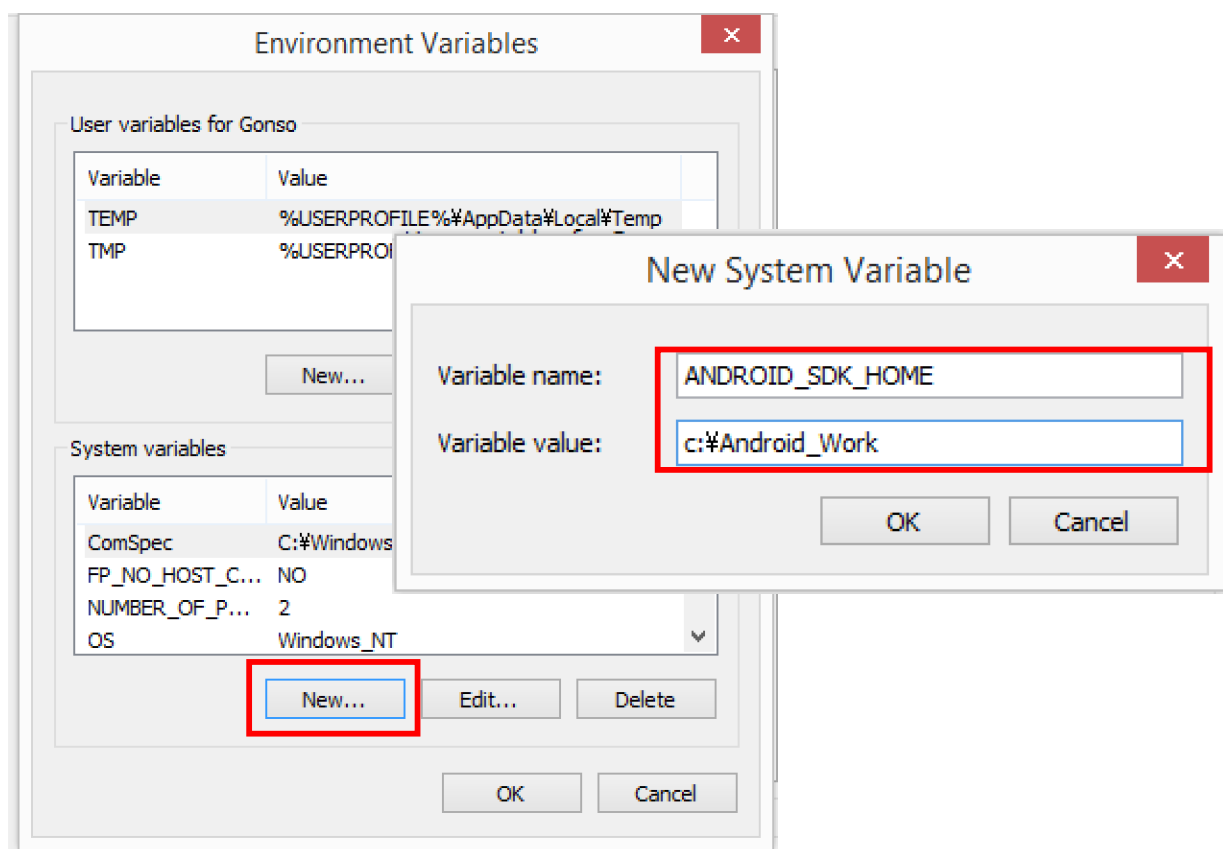 Environment Variables
User variables for Gonso
Variable Value
TEMP %USERPROFILE%¥AppData¥Local¥Temp
TMP
New...
New System Variable
Variable name: ANDROID_SDK_HOME
Variable value: c:¥Android_Work
OK Cancel
System variables
Variable Value
ComSpec C:¥Windows
FP_NO_HOST_C... NO
NUMBER_OF_P... 2
OS Windows_NT
New... Edit... Delete
OK Cancel